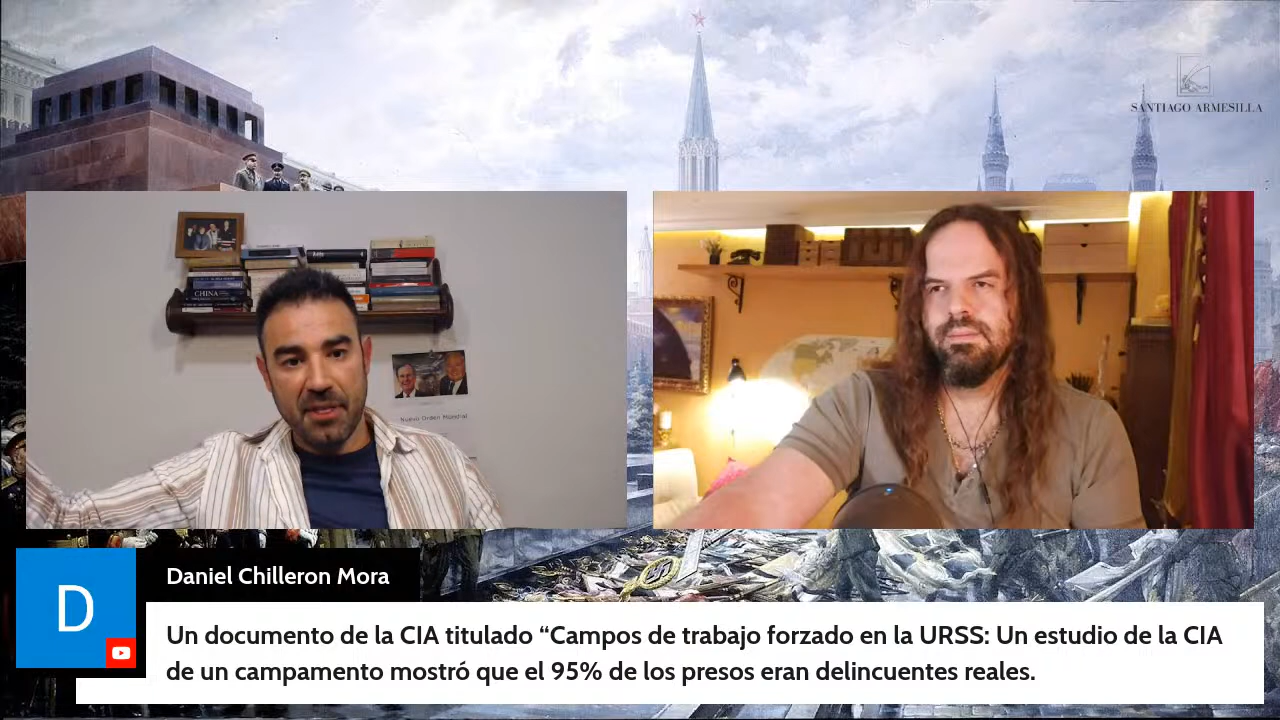 SANTIAGO ARMESILLA
CHINA
Nuevo Orden Mundial
Daniel Chilleron Mora
D
Un documento de la CIA titulado “Campos de trabajo forzado en la URSS: Un estudio de la CIA
de un campamento mostró que el 95% de los presos eran delincuentes reales.